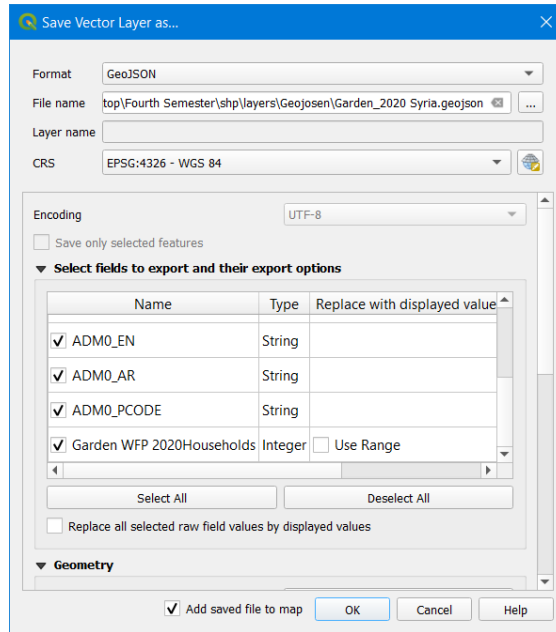 Save Vector Layer as...
Format GeoJSON
File name top\Fourth Semester\shp\layers\Geojosen\Garden_2020 Syria.geojson ...
Layer name
CRS EPSG:4326 - WGS 84
Encoding UTF-8
Save only selected features
Select fields to export and their export options
Name Type Replace with displayed value
ADM0_EN String
ADM0_AR String
ADM0_PCODE String
Garden WFP 2020Households Integer Use Range
Select All Deselect All
Replace all selected raw field values by displayed values
Geometry
Add saved file to map OK Cancel Help